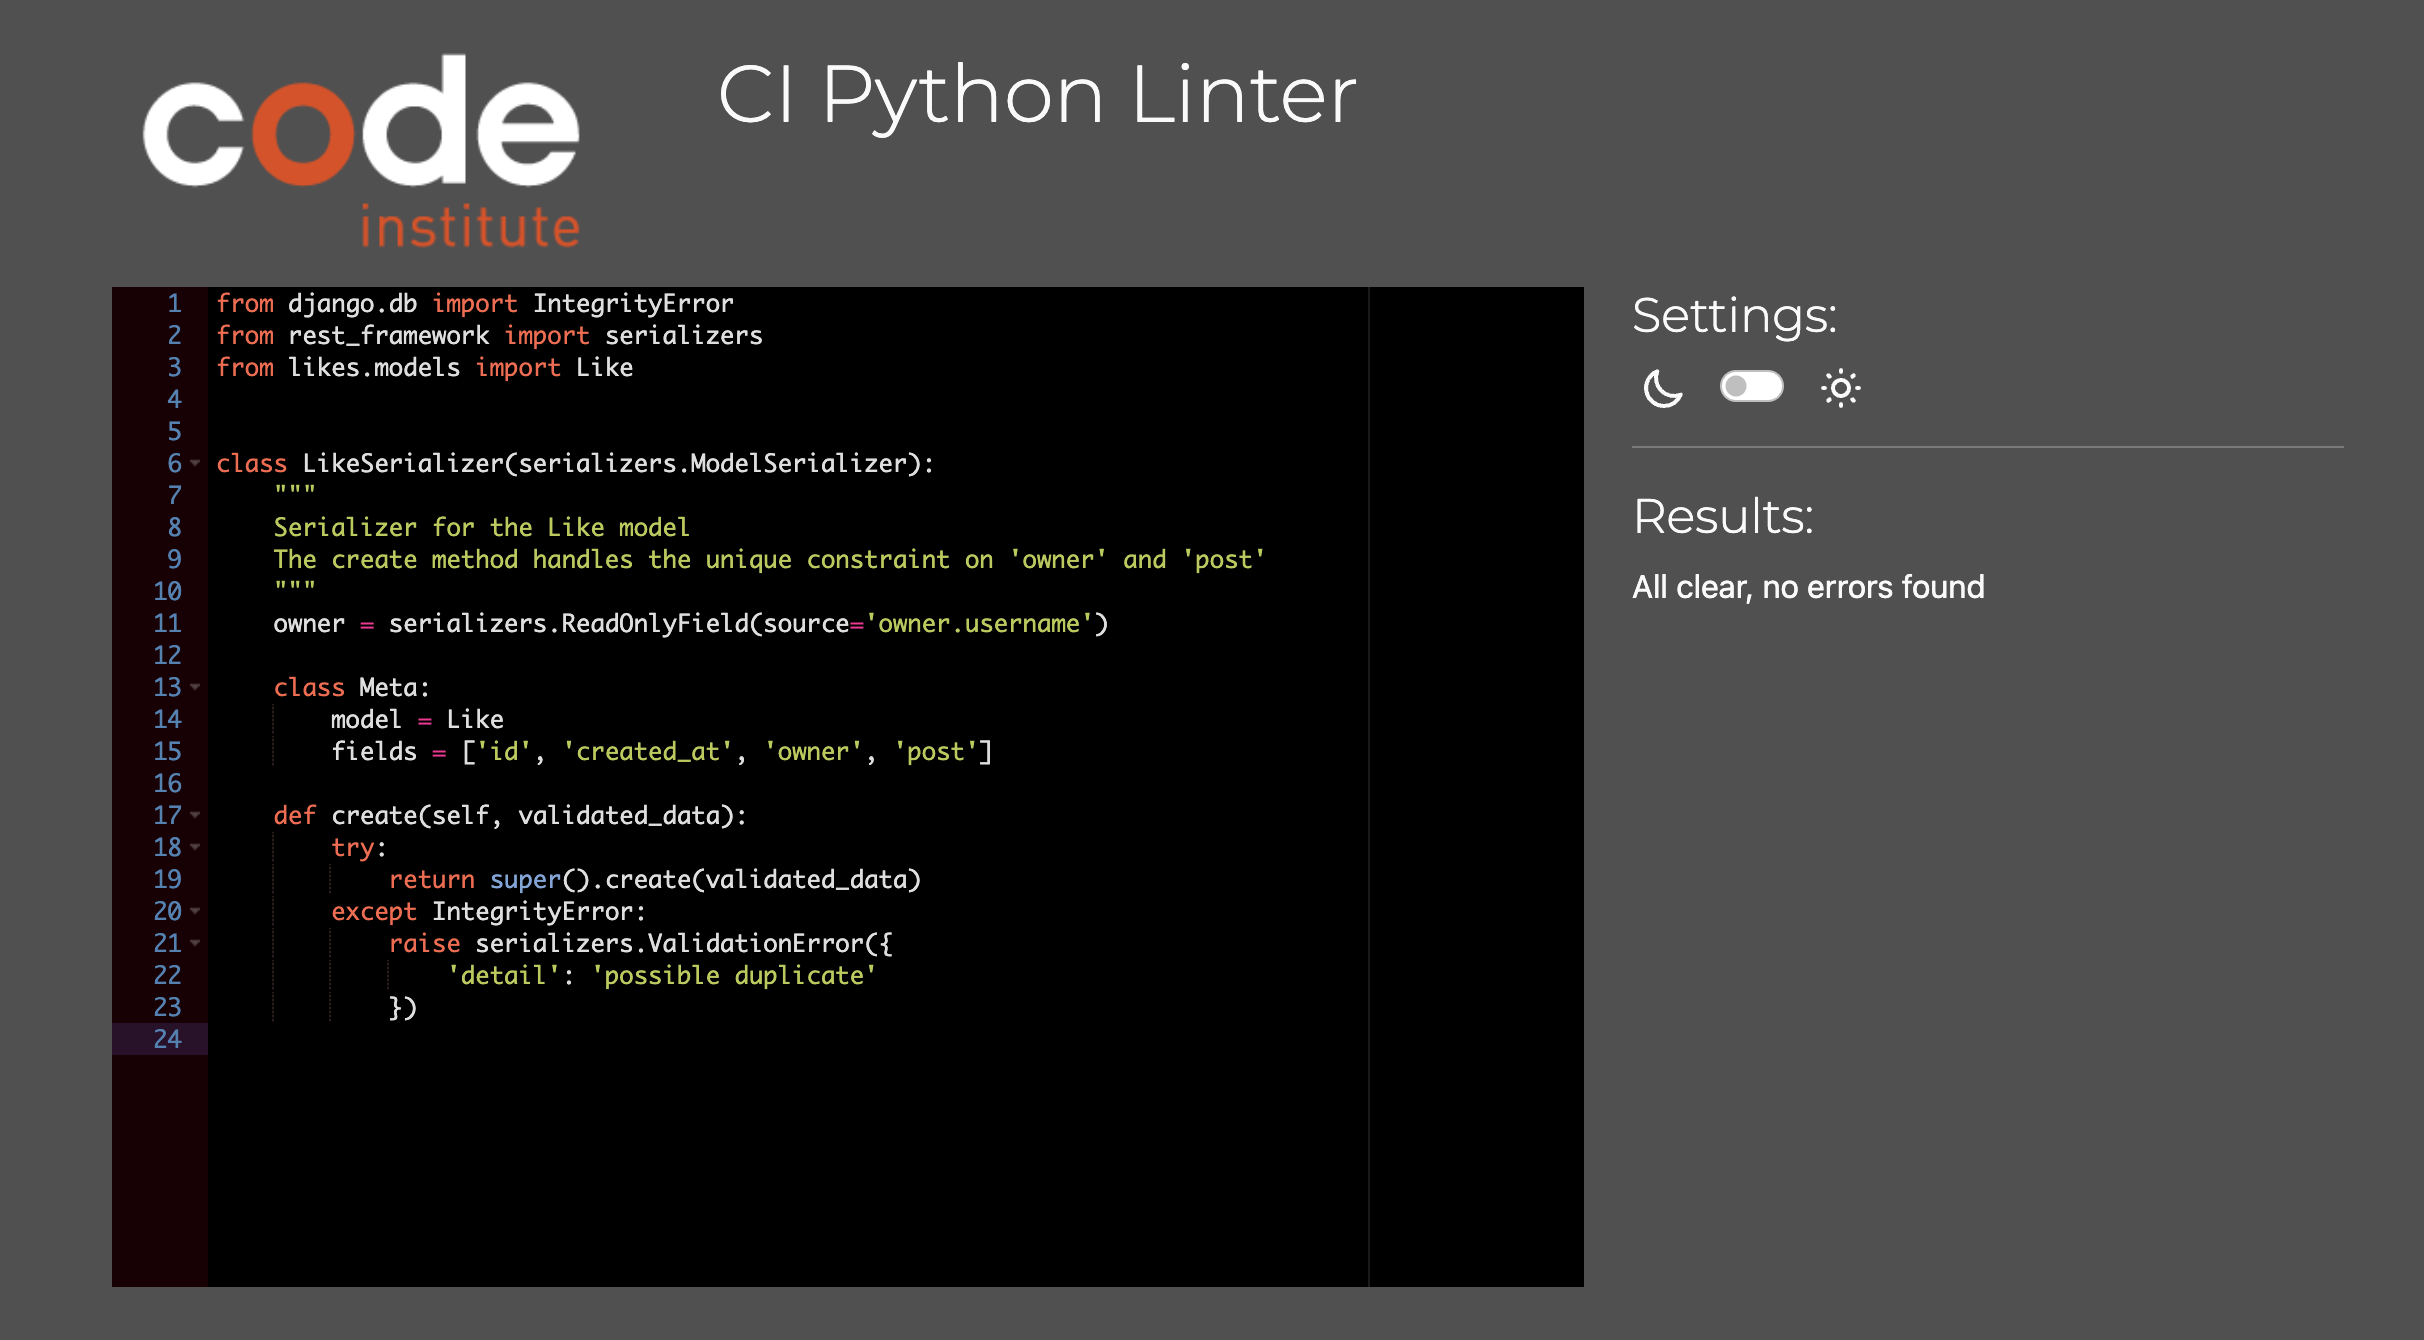 code
institute
CI Python Linter
1 from django.db import IntegrityError
2 from rest_framework import serializers
3 from likes.models import Like
4
5
6 class LikeSerializer(serializers.ModelSerializer):
7     """
8     Serializer for the Like model
9     The create method handles the unique constraint on 'owner' and 'post'
10     """
11     owner = serializers.ReadOnlyField(source='owner.username')
12
13     class Meta:
14         model = Like
15         fields = ['id', 'created_at', 'owner', 'post']
16
17     def create(self, validated_data):
18         try:
19             return super().create(validated_data)
20         except IntegrityError:
21             raise serializers.ValidationError({
22                 'detail': 'possible duplicate'
23             })
24
Settings:
Results:
All clear, no errors found